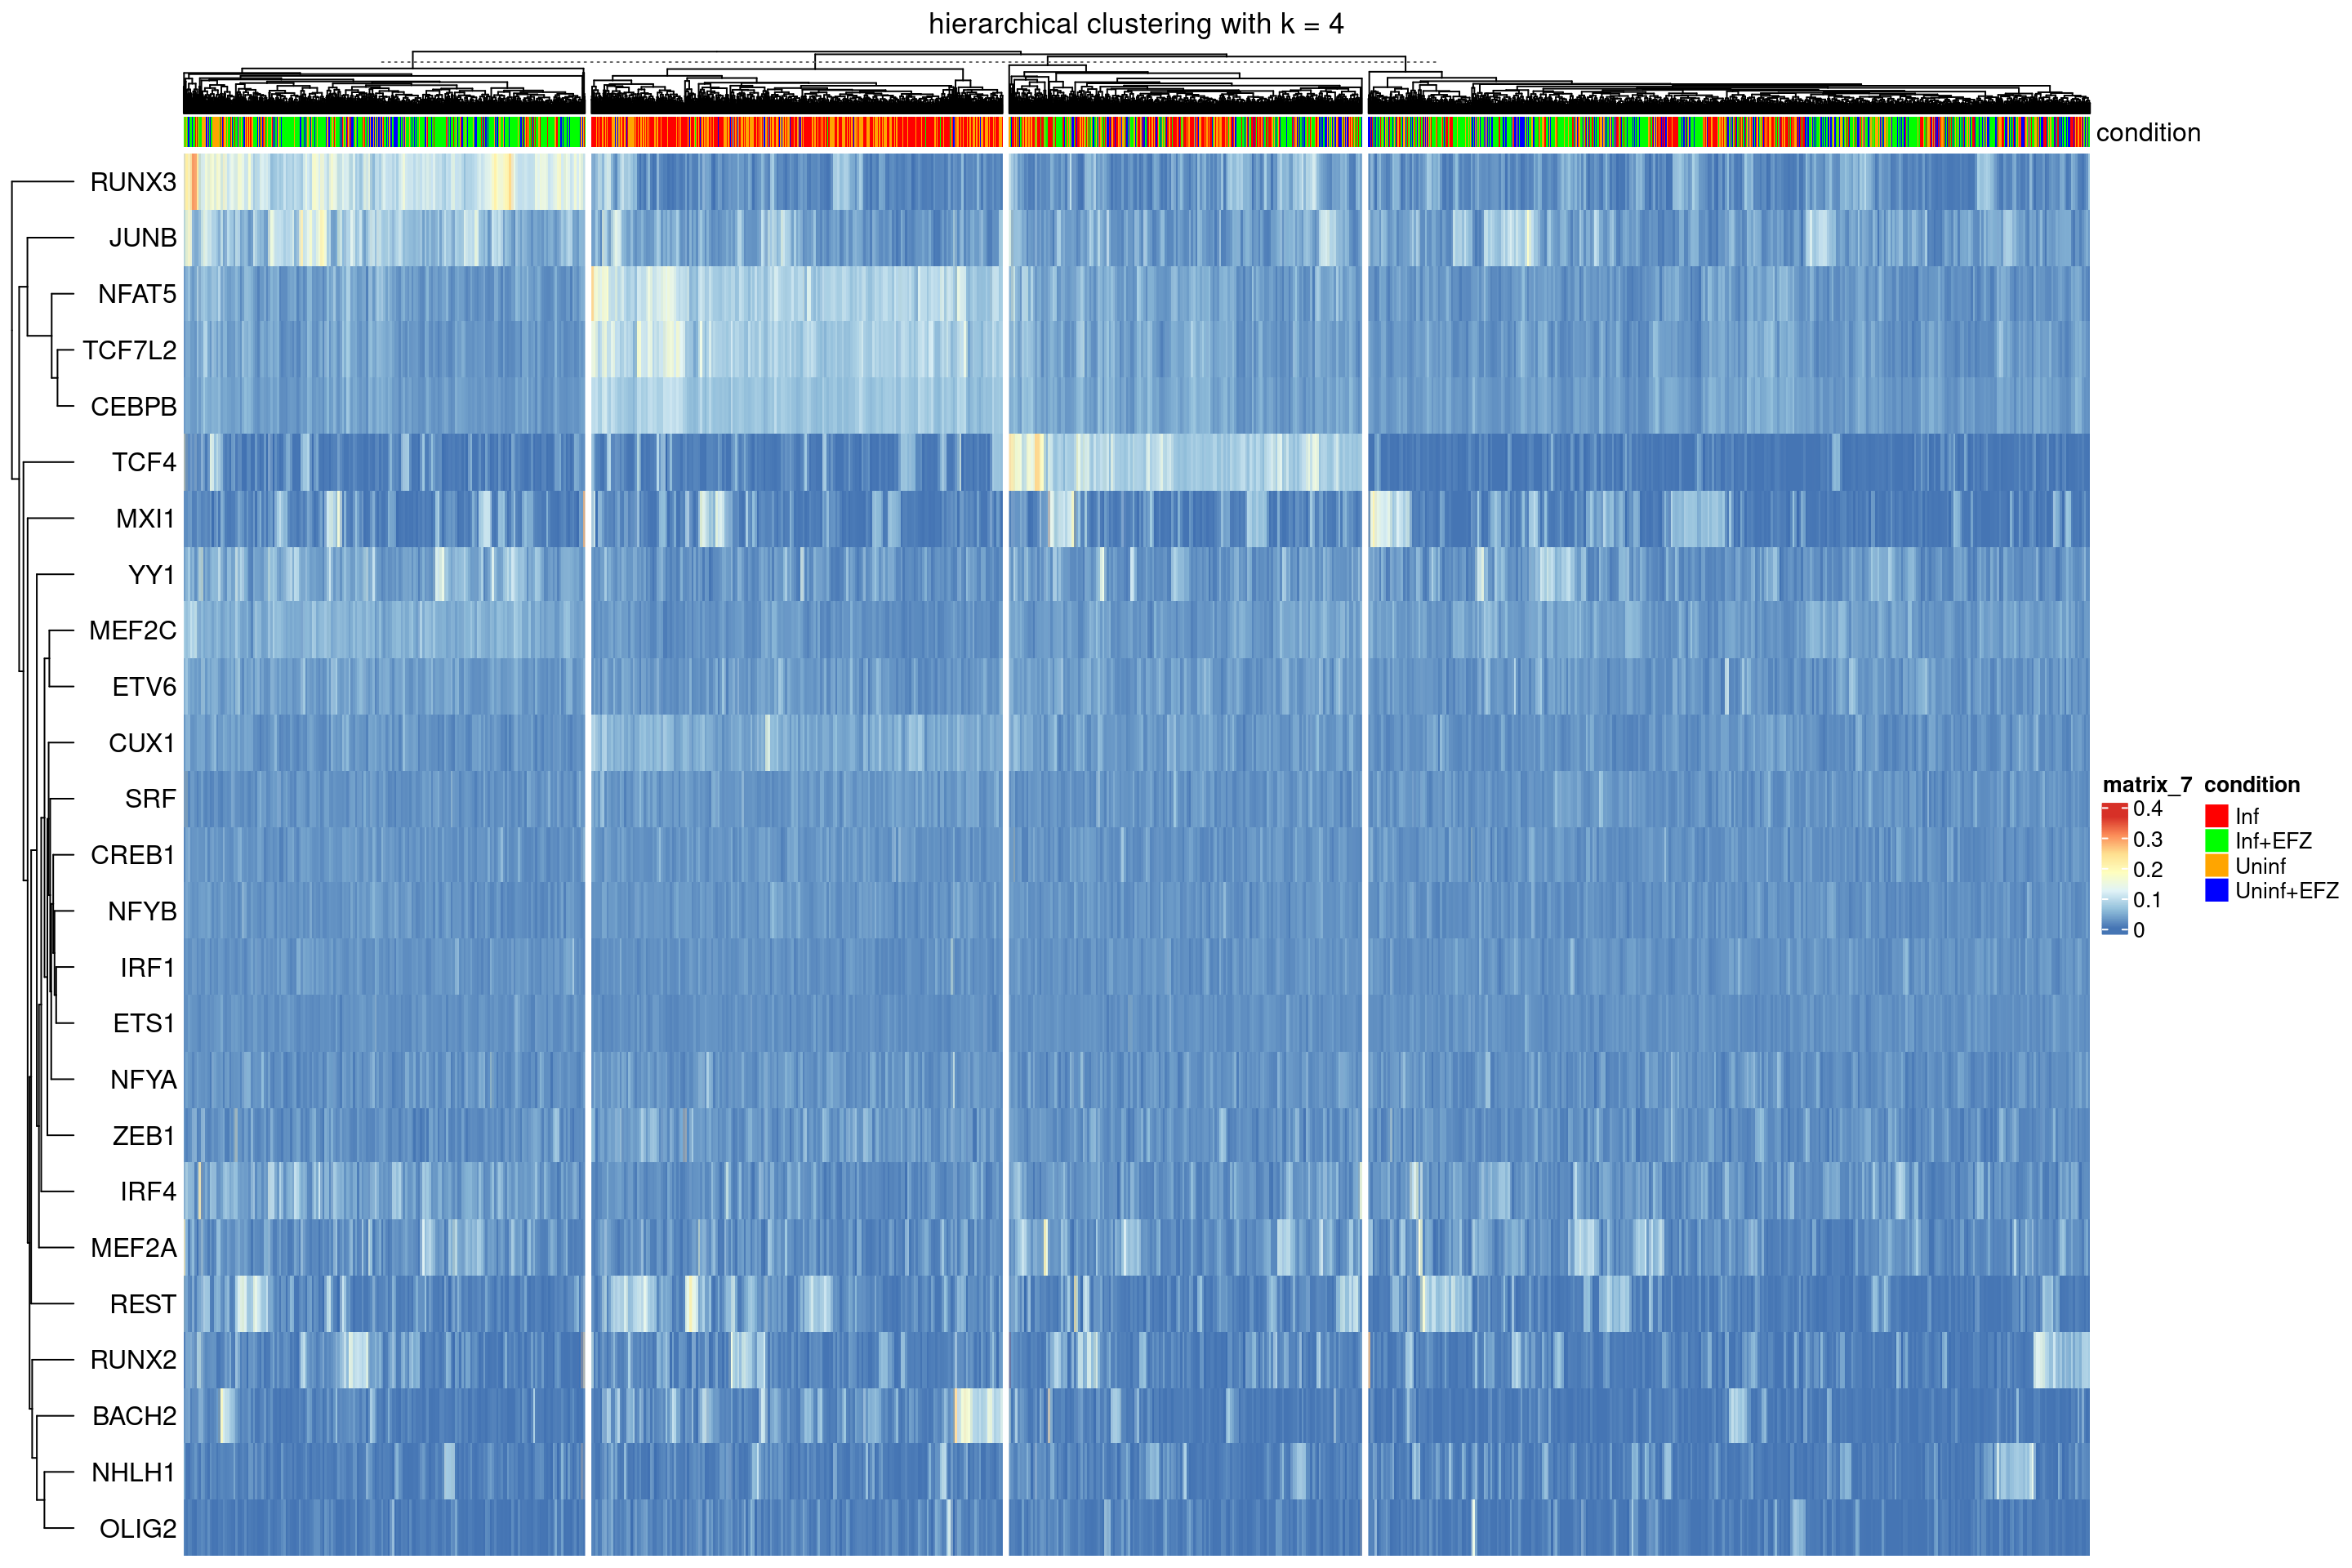 hierarchical clustering with k = 4
condition
RUNX3
JUNB
NFAT5
TCF7L2
CEBPB
TCF4
MXI1
YY1
MEF2C
ETV6
CUX1
SRF
CREB1
NFYB
IRF1
ETS1
NFYA
ZEB1
IRF4
MEF2A
REST
RUNX2
BACH2
NHLH1
OLIG2
matrix_7
0.4
0.3
0.2
0.1
0
condition
Inf
Inf+EFZ
Uninf
Uninf+EFZ